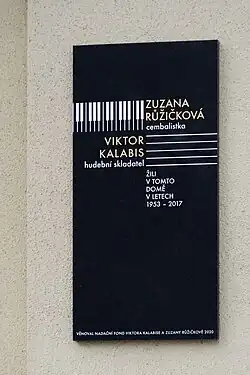 ZUZANA
RŮŽIČKOVÁ
cembalistka
VIKTOR
KALABIS
hudební skladatel
ŽILI
V TOMTO
DOMĚ
V LETECH
1953 – 2017
VĚNOVAL NADAČNÍ FOND VIKTORA KALABISE A ZUZANY RŮŽIČKOVÉ 2020